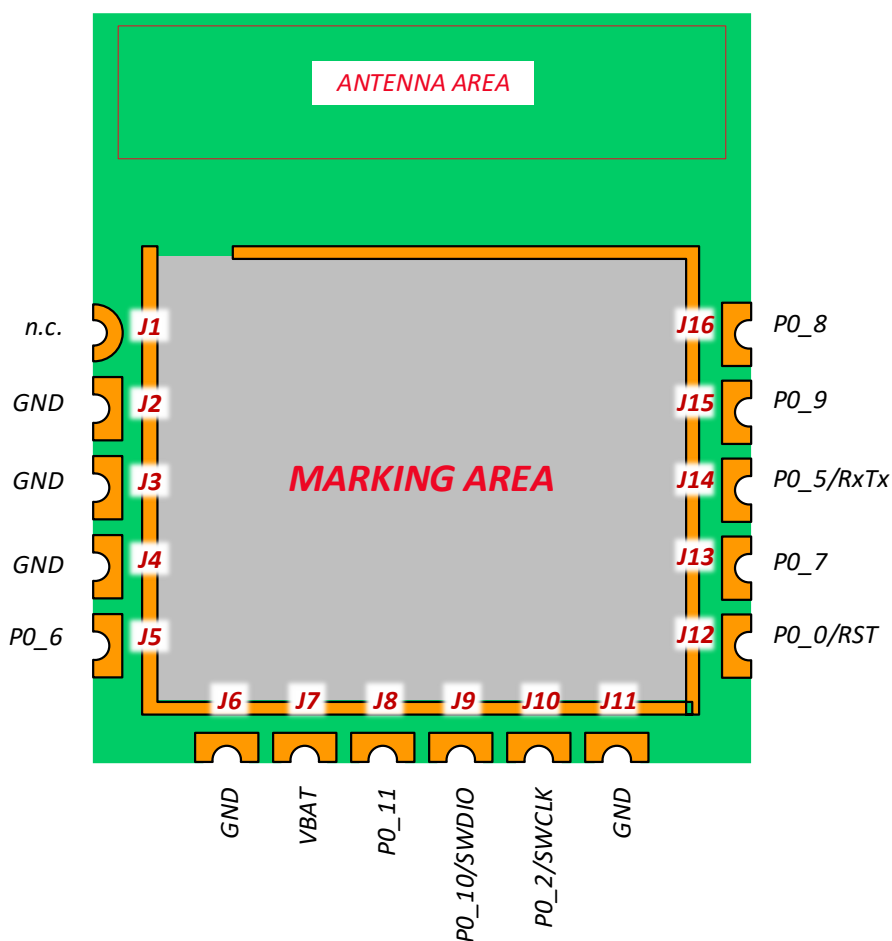 ANTENNA AREA
n.c. J1 J16 P0_8
GND J2 J15 P0_9
GND J3 J14 P0_5/RxTx
MARKING AREA
GND J4 J13 P0_7
P0_6 J5 J12 P0_0/RST
J6 J7 J8 J9 J10 J11
GND
VBAT
P0_11
P0_10/SWDIO
P0_2/SWCLK
GND